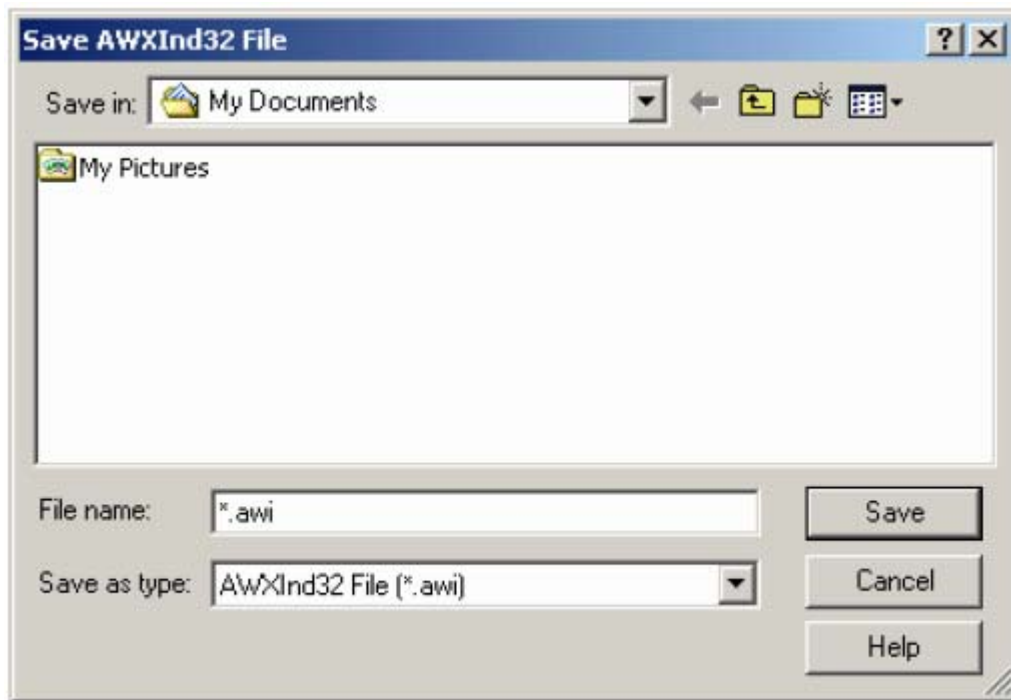 Save AWXInd32 File
Save in: My Documents
My Pictures
File name: *.awi
Save
Save as type: AWXInd32 File (*.awi)
Cancel
Help